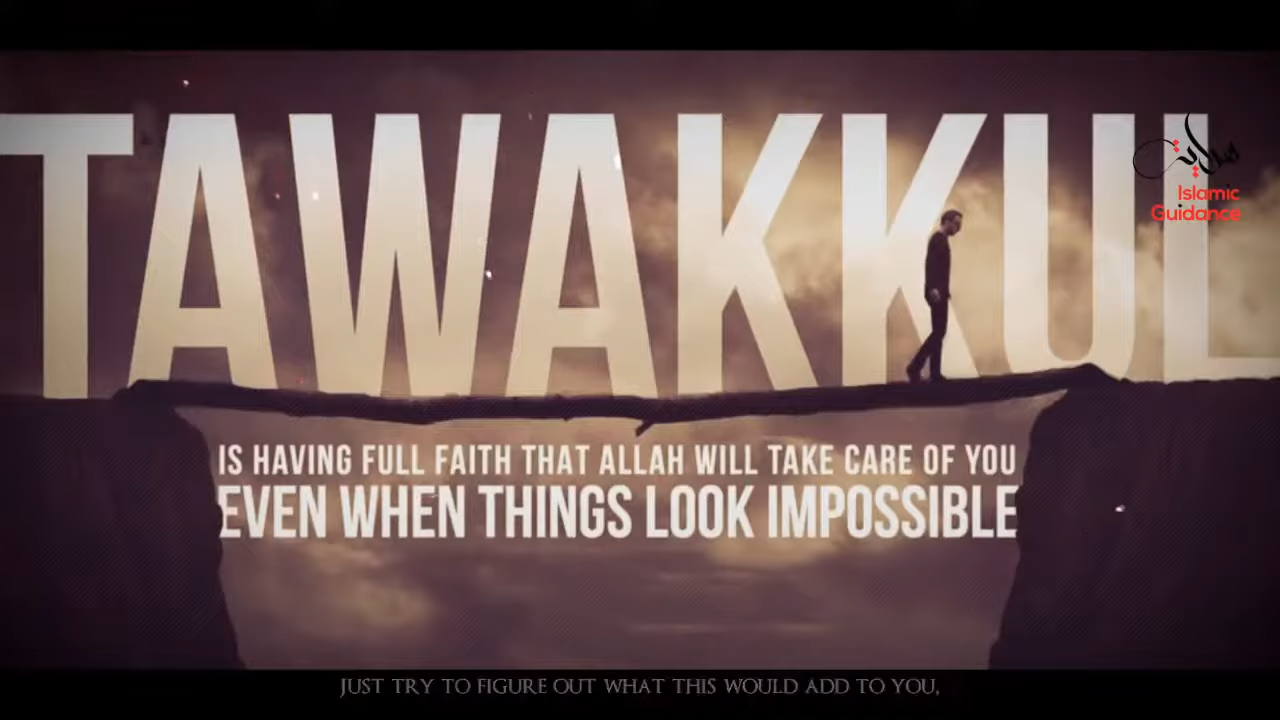 TAWAKKUL
هداية
Islamic
Guidance
IS HAVING FULL FAITH THAT ALLAH WILL TAKE CARE OF YOU
EVEN WHEN THINGS LOOK IMPOSSIBLE
JUST TRY TO FIGURE OUT WHAT THIS WOULD ADD TO YOU,